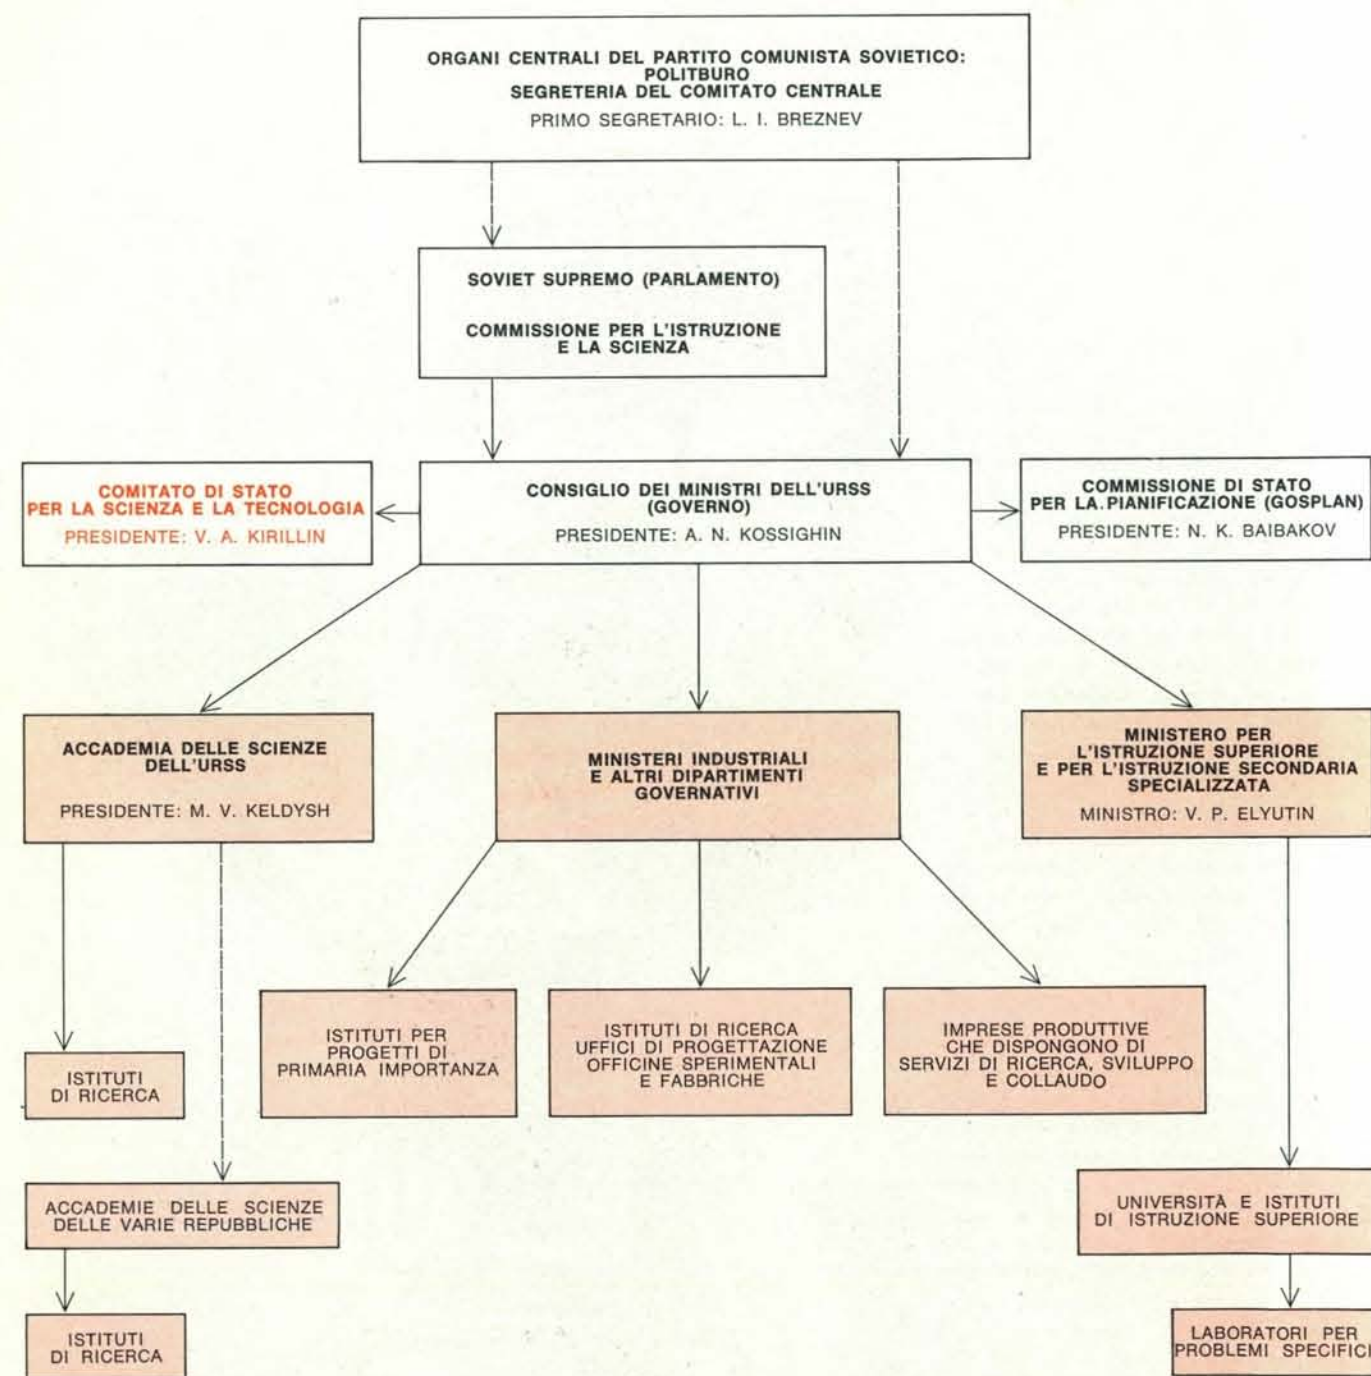 ORGANI CENTRALI DEL PARTITO COMUNISTA SOVIETICO:
POLITBURO
SEGRETERIA DEL COMITATO CENTRALE
PRIMO SEGRETARIO: L. I. BREZNEV
SOVIET SUPREMO (PARLAMENTO)
COMMISSIONE PER L'ISTRUZIONE
E LA SCIENZA
COMITATO DI STATO
PER LA SCIENZA E LA TECNOLOGIA
PRESIDENTE: V. A. KIRILLIN
CONSIGLIO DEI MINISTRI DELL'URSS
(GOVERNO)
PRESIDENTE: A. N. KOSSIGHIN
COMMISSIONE DI STATO
PER LA PIANIFICAZIONE (GOSPLAN)
PRESIDENTE: N. K. BAIBAKOV
ACCADEMIA DELLE SCIENZE
DELL'URSS
PRESIDENTE: M. V. KELDYSH
MINISTERI INDUSTRIALI
E ALTRI DIPARTIMENTI
GOVERNATIVI
MINISTERO PER
L'ISTRUZIONE SUPERIORE
E PER L'ISTRUZIONE SECONDARIA
SPECIALIZZATA
MINISTRO: V. P. ELYUTIN
ISTITUTI
DI RICERCA
ISTITUTI PER
PROGETTI DI
PRIMARIA IMPORTANZA
ISTITUTI DI RICERCA
UFFICI DI PROGETTAZIONE
OFFICINE SPERIMENTALI
E FABBRICHE
IMPRESE PRODUTTIVE
CHE DISPONGONO DI
SERVIZI DI RICERCA, SVILUPPO
E COLLAUDO
ACCADEMIE DELLE SCIENZE
DELLE VARIE REPUBBLICHE
UNIVERSITÀ E ISTITUTI
DI ISTRUZIONE SUPERIORE
ISTITUTI
DI RICERCA
LABORATORI PER
PROBLEMI SPECIFICI